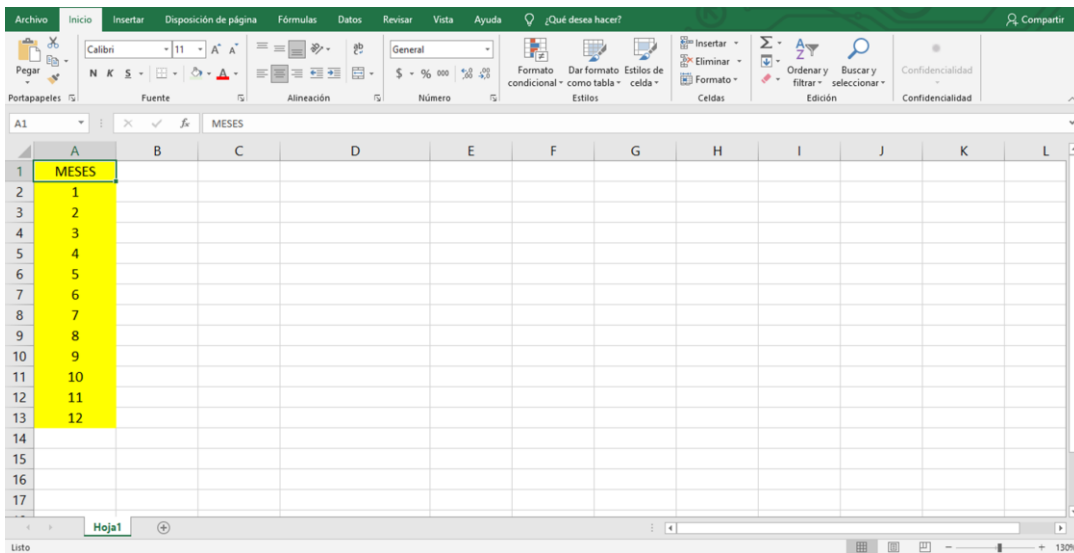 Archivo Inicio Insertar Disposición de página Fórmulas Datos Revisar Vista Ayuda ¿Qué desea hacer? Compartir
Pegar
Calibri 11 A A
N K S A
ab
General
$ % 000
Formato condicional
Dar formato como tabla
Estilos de celda
Insertar
Eliminar
Formato
Ordenar y filtrar
Buscar y seleccionar
Confidencialidad
Portapapeles Fuente Alineación Número Estilos Celdas Edición Confidencialidad
A1 fx MESES
A B C D E F G H I J K L
1 MESES
2 1
3 2
4 3
5 4
6 5
7 6
8 7
9 8
10 9
11 10
12 11
13 12
14
15
16
17
Hoja1
Listo 130%